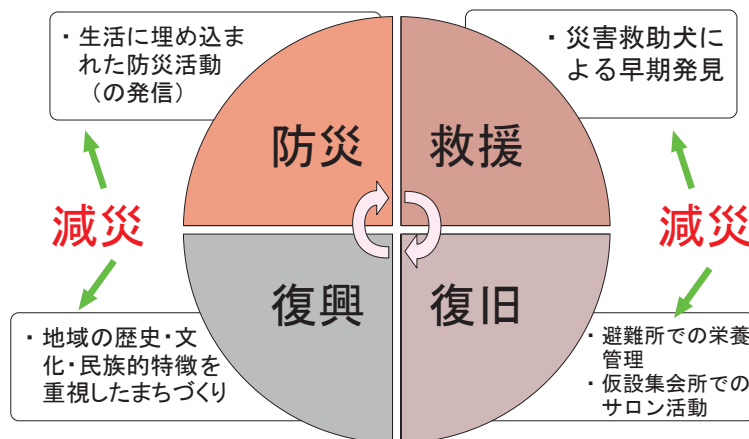 ・生活に埋め込ま
れた防災活動
（の発信）
・災害救助犬に
よる早期発見
防災
救援
減災
減災
復興
復旧
・地域の歴史・文
化・民族的特徴を
重視したまちづくり
・避難所での栄養
管理
・仮設集会所での
サロン活動